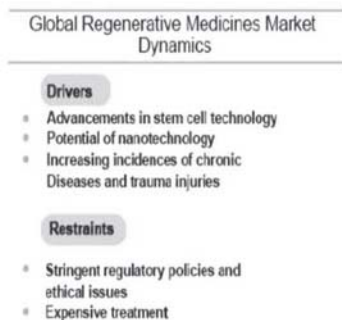 Global Regenerative Medicines Market
Dynamics
Drivers
Advancements in stem cell technology
Potential of nanotechnology
Increasing incidences of chronic
Diseases and trauma injuries
Restraints
Stringent regulatory policies and
ethical issues
Expensive treatment